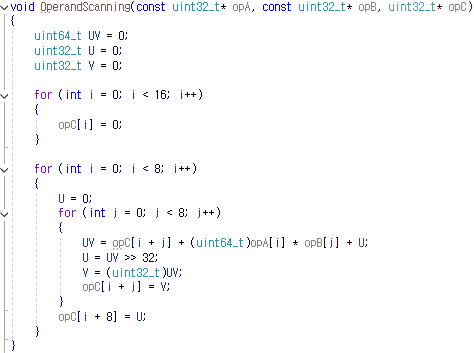 void OperandScanning(const uint32_t* opA, const uint32_t* opB, uint32_t* opC)
{
    uint64_t UV = 0;
    uint32_t U = 0;
    uint32_t V = 0;

    for (int i = 0; i < 16; i++)
    {
        opC[i] = 0;
    }

    for (int i = 0; i < 8; i++)
    {
        U = 0;
        for (int j = 0; j < 8; j++)
        {
            UV = opC[i + j] + (uint64_t)opA[i] * opB[j] + U;
            U = UV >> 32;
            V = (uint32_t)UV;
            opC[i + j] = V;
        }
        opC[i + 8] = U;
    }
}